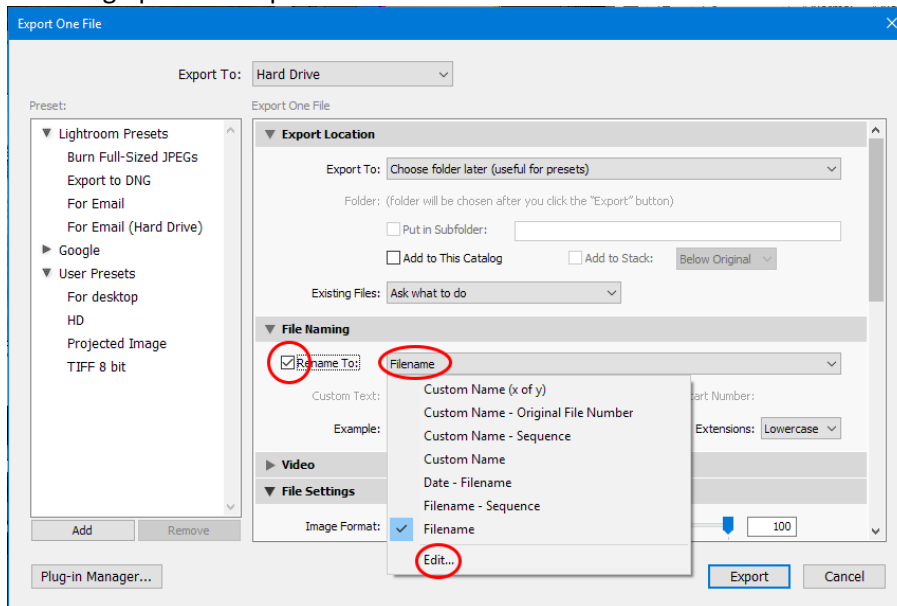 Export One File
Export To: Hard Drive
Preset:
Export One File
Lightroom Presets
Burn Full-Sized JPEGs
Export to DNG
For Email
For Email (Hard Drive)
Google
User Presets
For desktop
HD
Projected Image
TIFF 8 bit
Add Remove
Export Location
Export To: Choose folder later (useful for presets)
Folder: (folder will be chosen after you click the "Export" button)
Put in Subfolder:
Add to This Catalog Add to Stack: Below Original
Existing Files: Ask what to do
File Naming
Rename To: Filename
Custom Text: Number:
Example: Extensions: Lowercase
Custom Name (x of y)
Custom Name - Original File Number
Custom Name - Sequence
Custom Name
Date - Filename
Filename - Sequence
Filename
Edit...
Video
File Settings
Image Format: 100
Plug-in Manager... Export Cancel